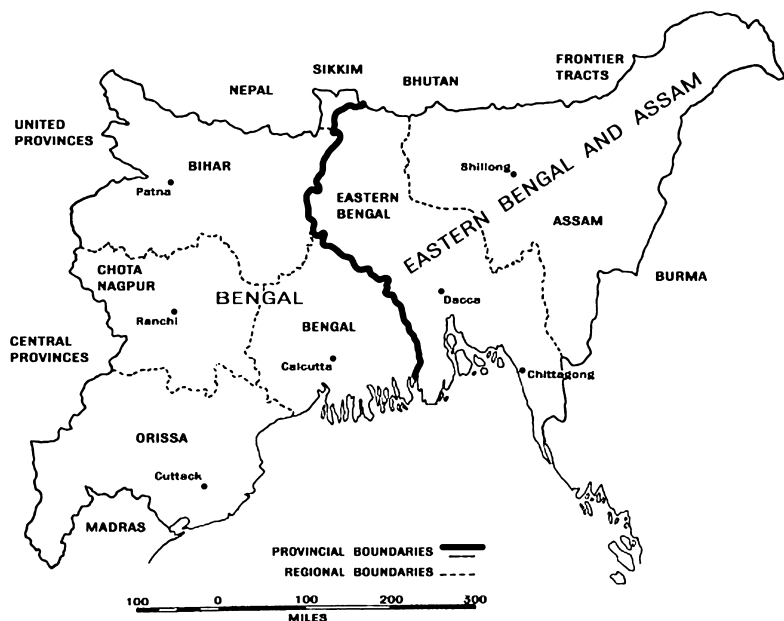 SIKKIM
NEPAL
BHUTAN
FRONTIER
TRACTS
UNITED
PROVINCES
BIHAR
Patna
EASTERN
BENGAL
Shillong
EASTERN BENGAL AND ASSAM
ASSAM
CHOTA
NAGPUR
BENGAL
BURMA
Ranchi
Dacca
BENGAL
CENTRAL
PROVINCES
Calcutta
Chittagong
ORISSA
Cuttack
MADRAS
PROVINCIAL BOUNDARIES
REGIONAL BOUNDARIES
100 0 100 200 300
MILES